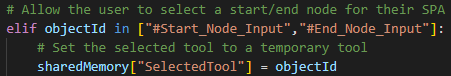 # Allow the user to select a start/end node for their SPA
elif objectId in ["#Start_Node_Input","#End_Node_Input"]:
# Set the selected tool to a temporary tool
sharedMemory["SelectedTool"] = objectId